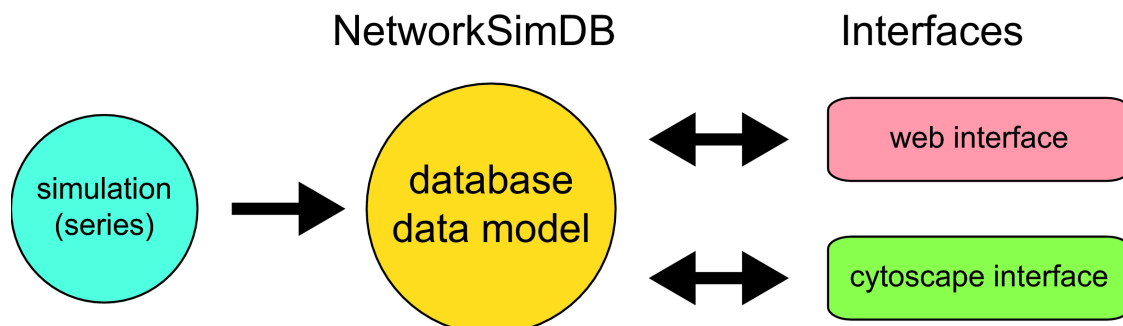 NetworkSimDB
Interfaces
simulation
(series)
database
data model
web interface
cytoscape interface